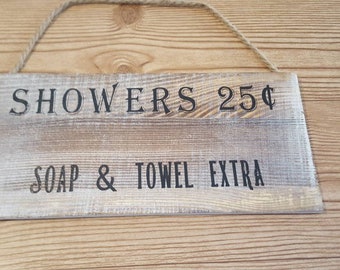 SHOWERS 25¢
SOAP & TOWEL EXTRA